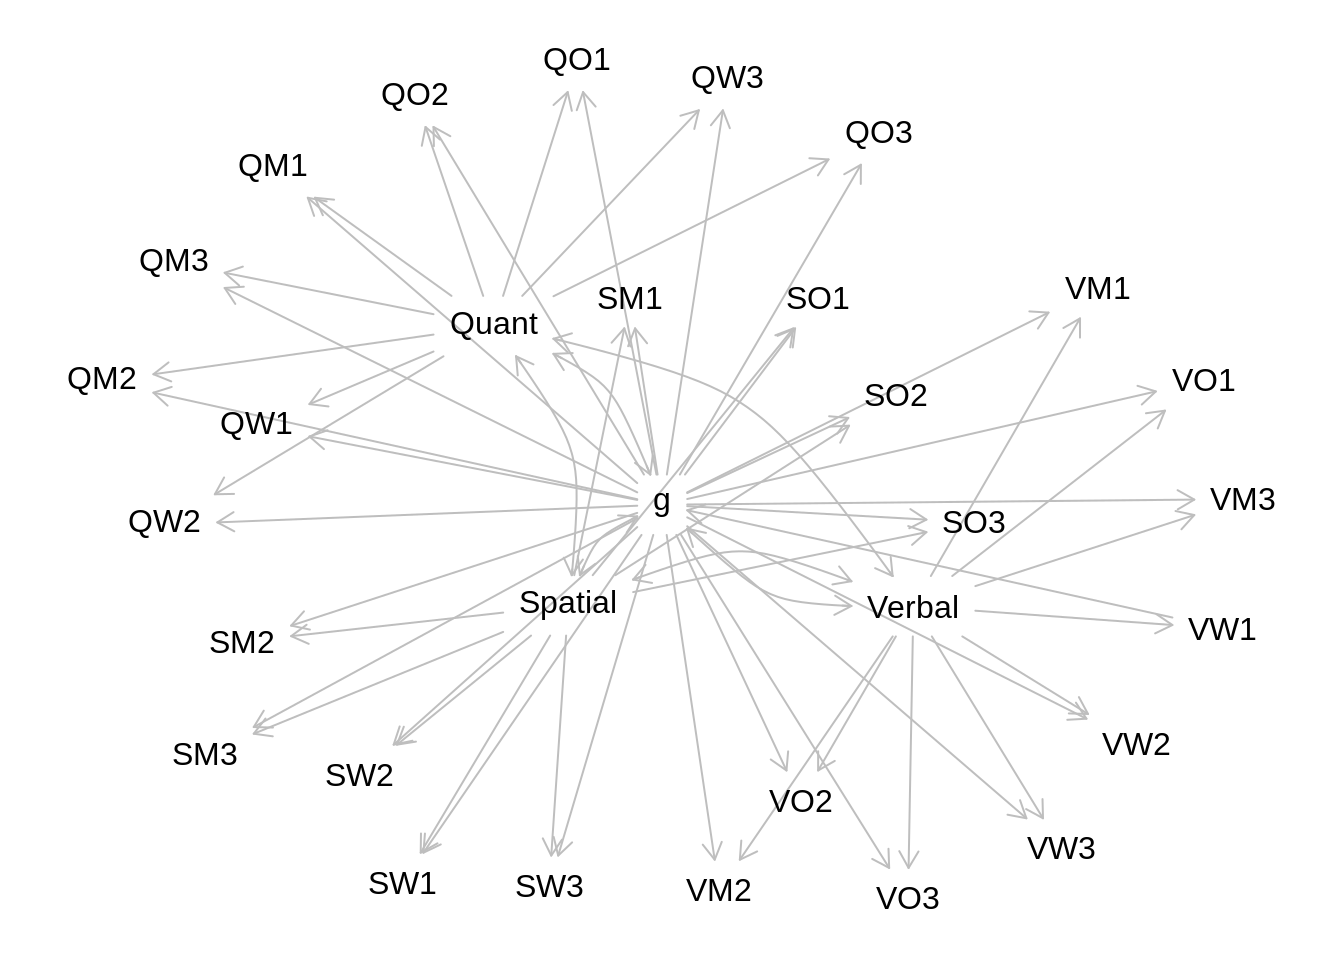 QO1
QW3
QO2
QO3
QM1
QM3
VM1
SM1
SO1
Quant
QM2
VO1
SO2
QW1
VM3
g
QW2
SO3
Spatial
Verbal
VW1
SM2
VW2
SM3
SW2
VO2
VW3
SW1
SW3
VM2
VO3